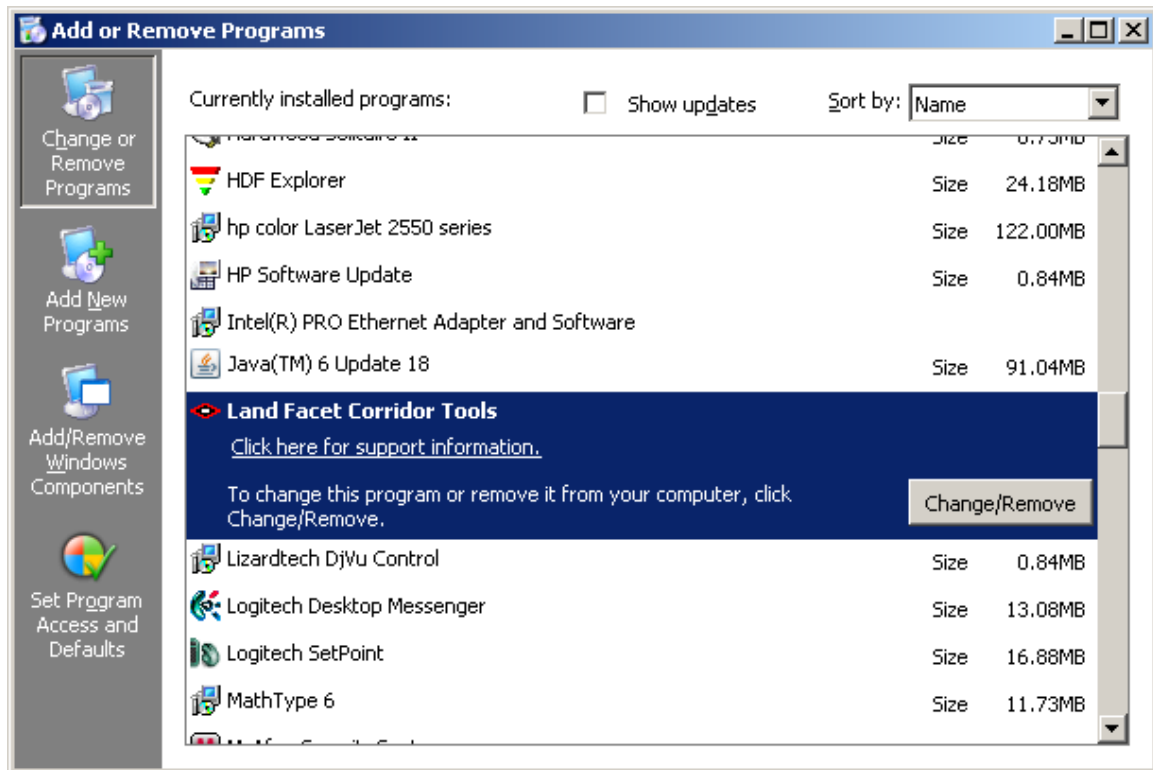 Add or Remove Programs
Change or
Remove
Programs
Add New
Programs
Add/Remove
Windows
Components
Set Program
Access and
Defaults
Currently installed programs:
Show updates
Sort by: Name
Size
HDF Explorer Size 24.18MB
hp color LaserJet 2550 series Size 122.00MB
HP Software Update Size 0.84MB
Intel(R) PRO Ethernet Adapter and Software
Java(TM) 6 Update 18 Size 91.04MB
Land Facet Corridor Tools
Click here for support information.
To change this program or remove it from your computer, click
Change/Remove.
Change/Remove
Lizardtech DjVu Control Size 0.84MB
Logitech Desktop Messenger Size 13.08MB
Logitech SetPoint Size 16.88MB
MathType 6 Size 11.73MB